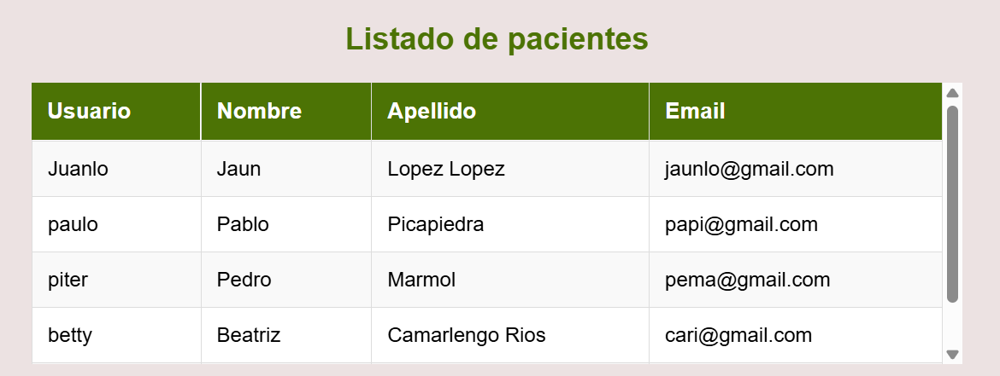 Listado de pacientes
Usuario Nombre Apellido Email
Juanlo Jaun Lopez Lopez jaunlo@gmail.com
paulo Pablo Picapiedra papi@gmail.com
piter Pedro Marmol pema@gmail.com
betty Beatriz Camarlengo Rios cari@gmail.com